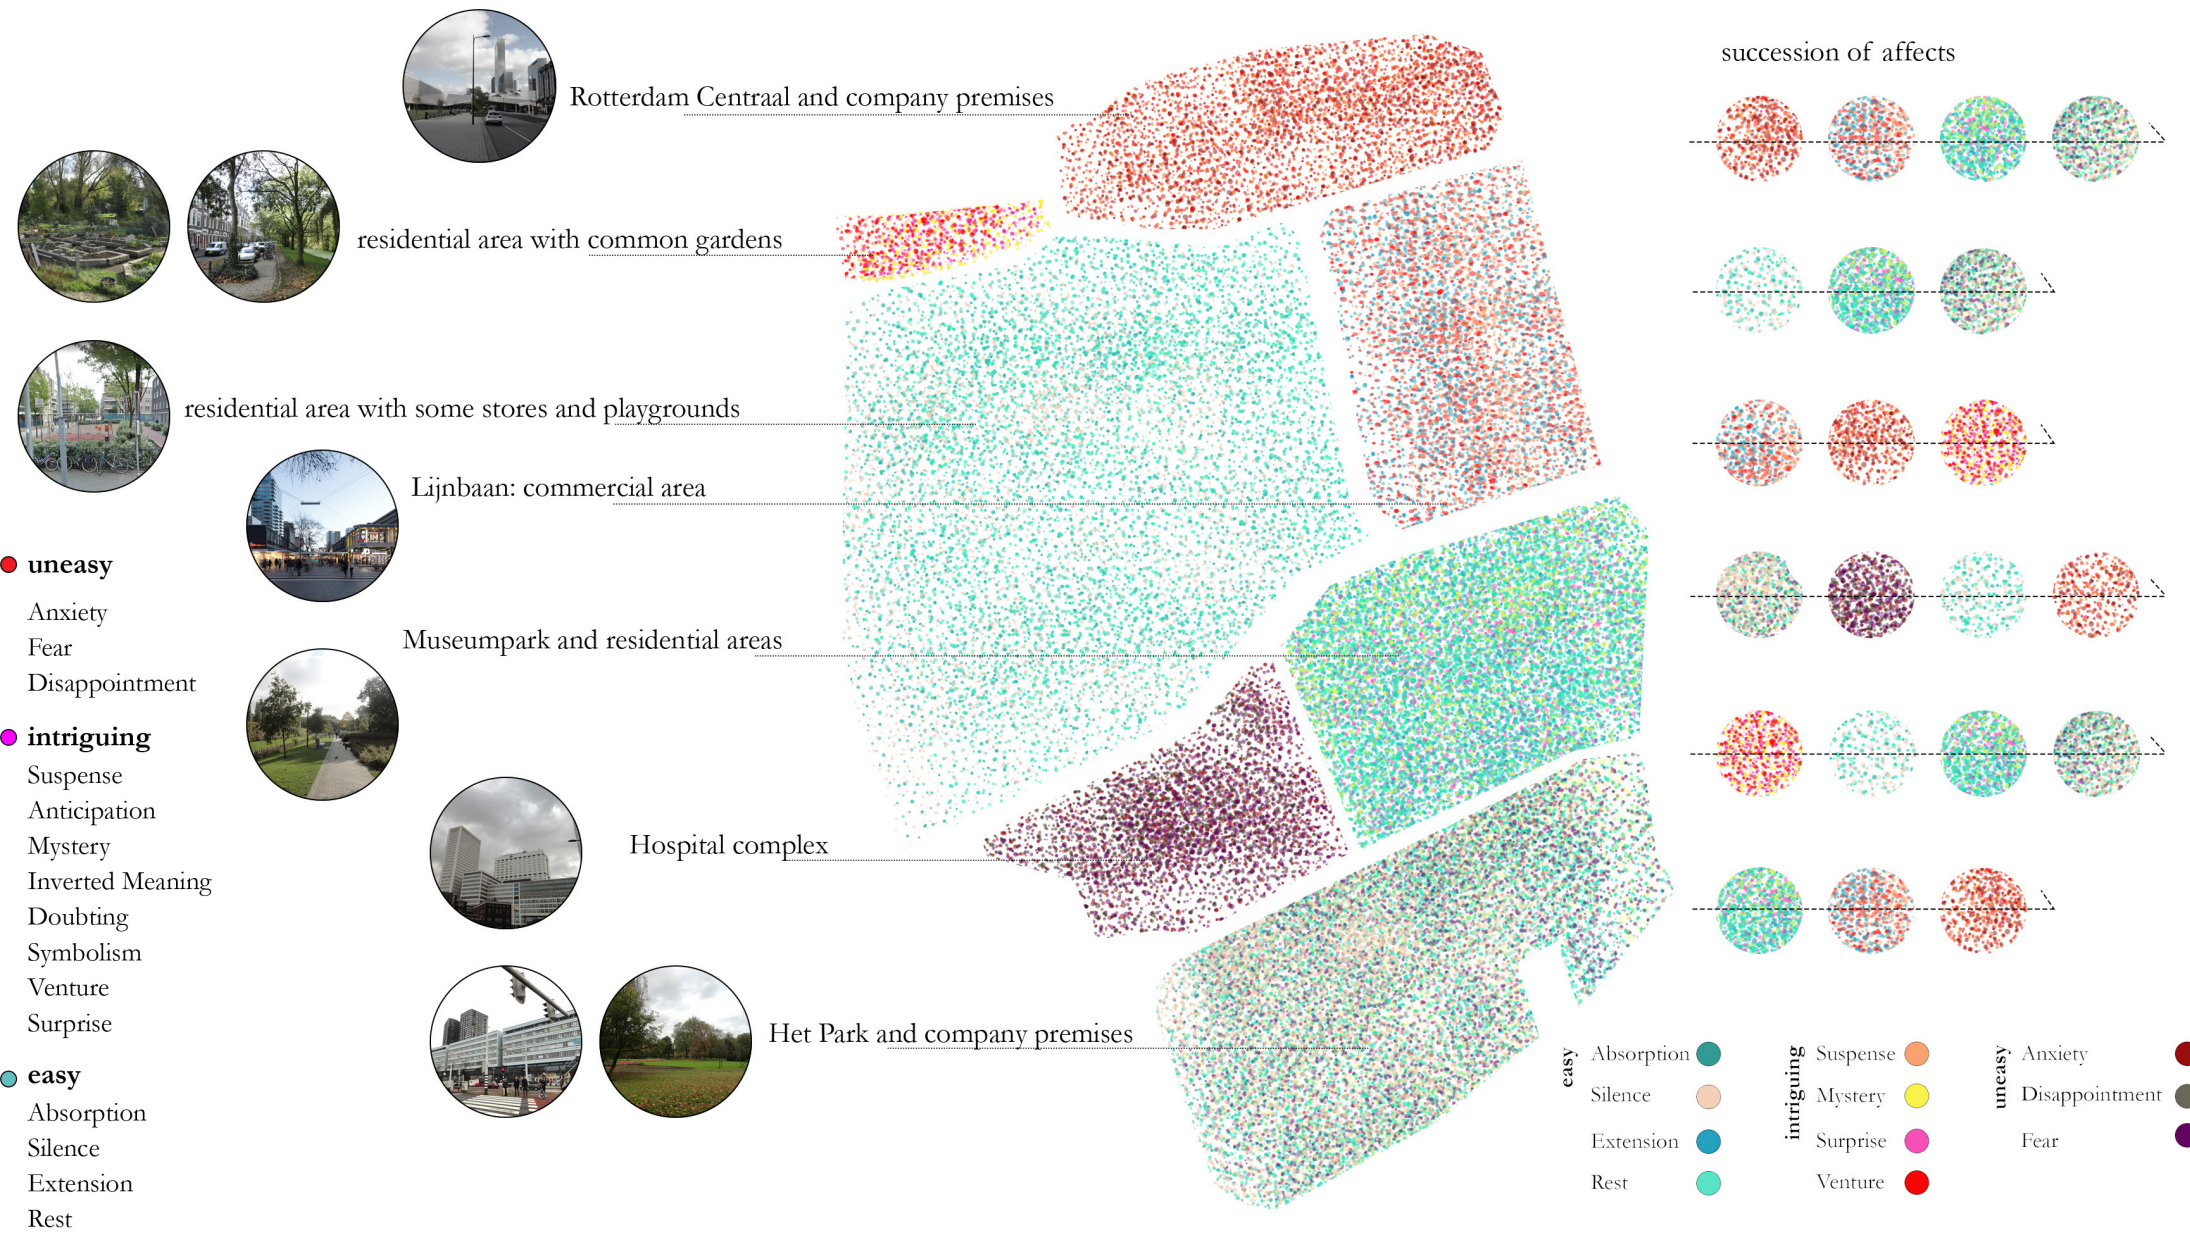 succession of affects
Rotterdam Centraal and company premises
residential area with common gardens
residential area with some stores and playgrounds
Lijnbaan: commercial area
Museumpark and residential areas
Hospital complex
Het Park and company premises
uneasy
Anxiety
Fear
Disappointment
intriguing
Suspense
Anticipation
Mystery
Inverted Meaning
Doubting
Symbolism
Venture
Surprise
easy
Absorption
Silence
Extension
Rest
easy
Absorption
Silence
Extension
Rest
intriguing
Suspense
Mystery
Surprise
Venture
uneasy
Anxiety
Disappointment
Fear